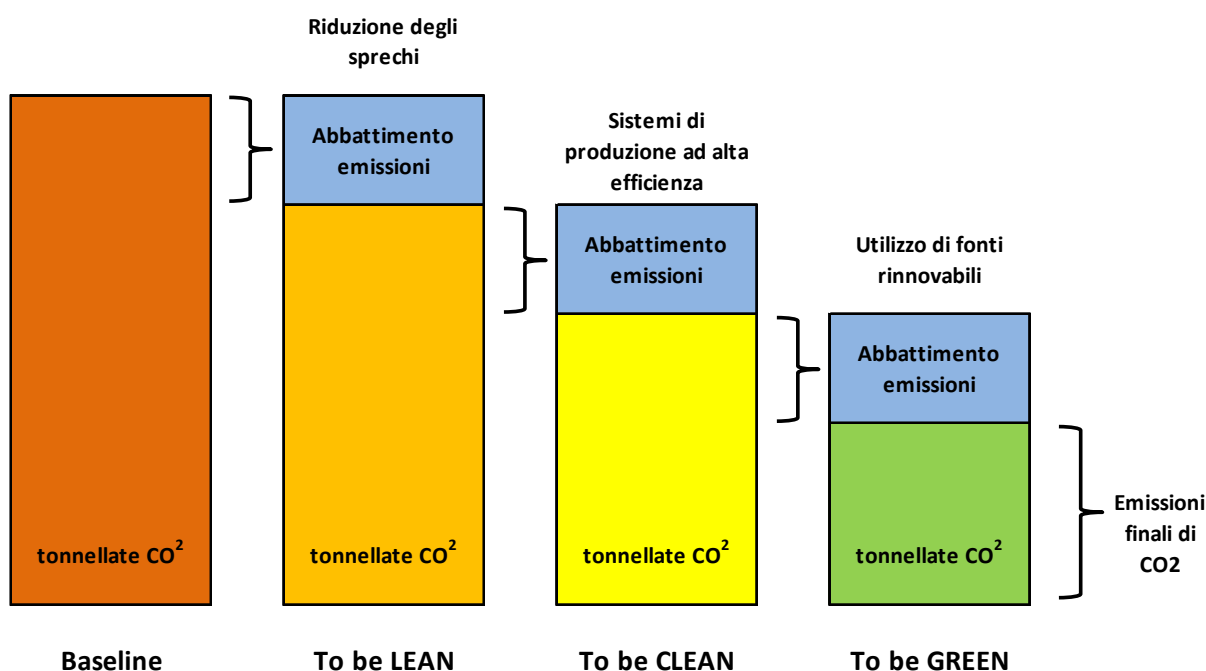 Riduzione degli
sprechi
Abbattimento
emissioni
Sistemi di
produzione ad alta
efficienza
Abbattimento
emissioni
Utilizzo di fonti
rinnovabili
Abbattimento
emissioni
tonnellate CO²
tonnellate CO²
tonnellate CO²
tonnellate CO²
Emissioni
finali di
CO2
Baseline
To be LEAN
To be CLEAN
To be GREEN